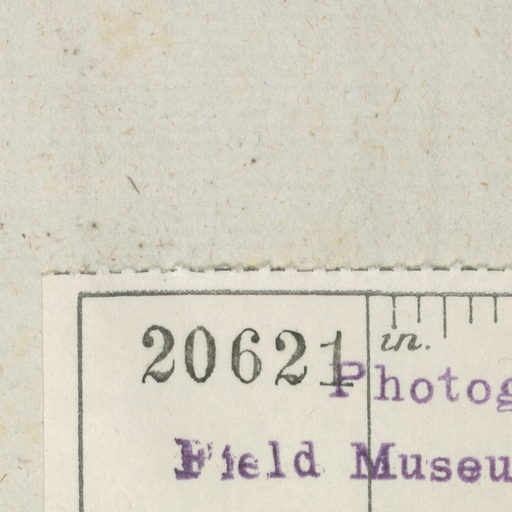 20621
in.
Photog
Field Museu